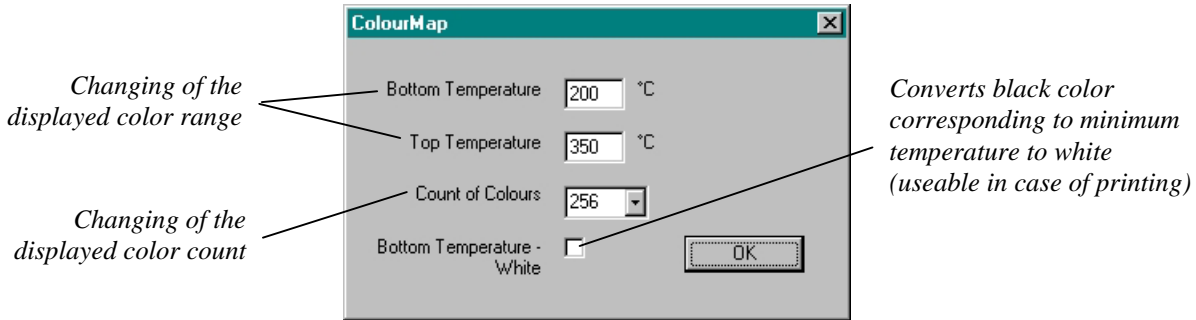 ColourMap
Changing of the
displayed color range
Bottom Temperature 200 °C
Top Temperature 350 °C
Converts black color
corresponding to minimum
temperature to white
(useable in case of printing)
Changing of the
displayed color count
Count of Colours 256
Bottom Temperature -
White
OK